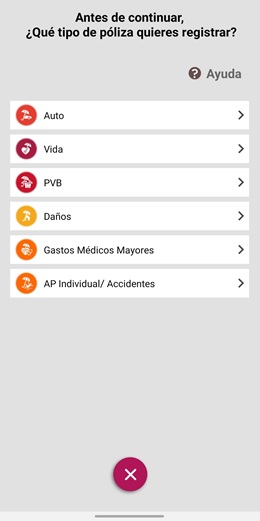 Antes de continuar,
¿Qué tipo de póliza quieres registrar?
Ayuda
Auto
Vida
PVB
Daños
Gastos Médicos Mayores
AP Individual/ Accidentes